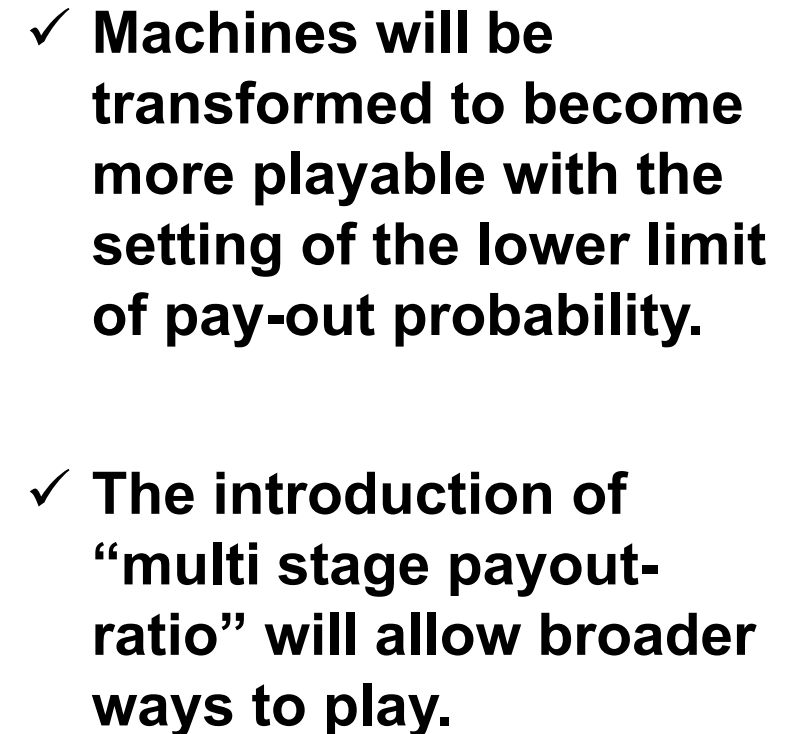 ✓ Machines will be
transformed to become
more playable with the
setting of the lower limit
of pay-out probability.
✓ The introduction of
“multi stage payout-
ratio” will allow broader
ways to play.